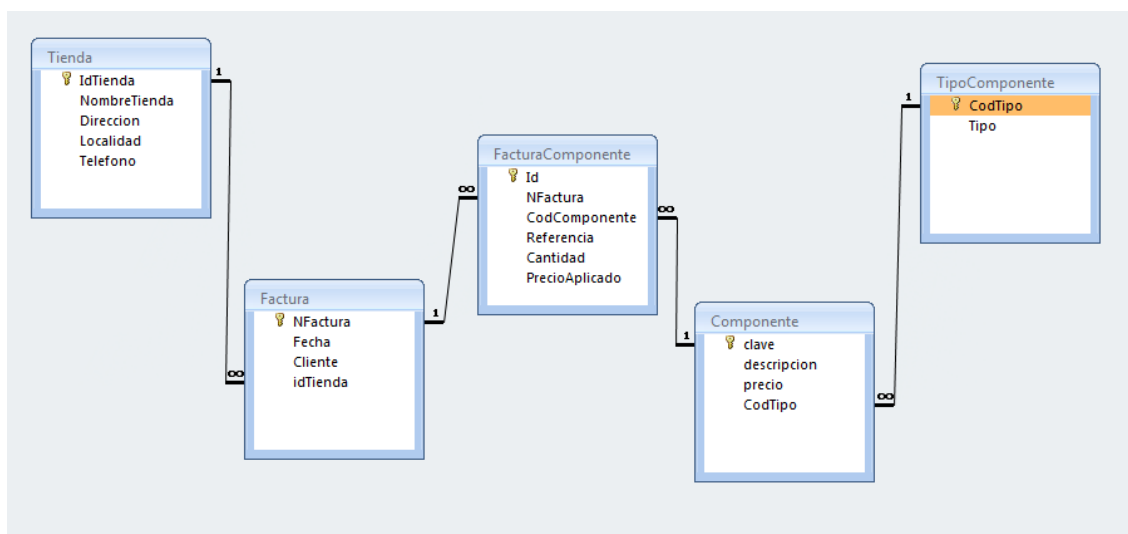 Tienda
IdTienda
NombreTienda
Direccion
Localidad
Telefono
1
∞
Factura
NFactura
Fecha
Cliente
idTienda
1
∞
FacturaComponente
Id
NFactura
CodComponente
Referencia
Cantidad
PrecioAplicado
∞
1
Componente
clave
descripcion
precio
CodTipo
∞
1
TipoComponente
CodTipo
Tipo